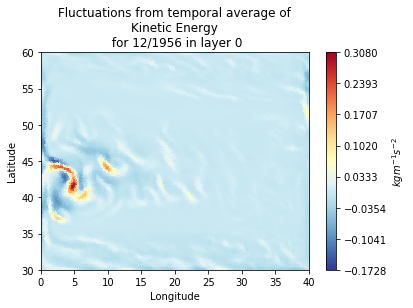 Fluctuations from temporal average of
Kinetic Energy
for 12/1956 in layer 0
60
55
50
45
40
35
30
Latitude
0 5 10 15 20 25 30 35 40
Longitude
0.3080
0.2393
0.1707
0.1020
0.0333
−0.0354
−0.1041
−0.1728
kgm⁻¹s⁻²